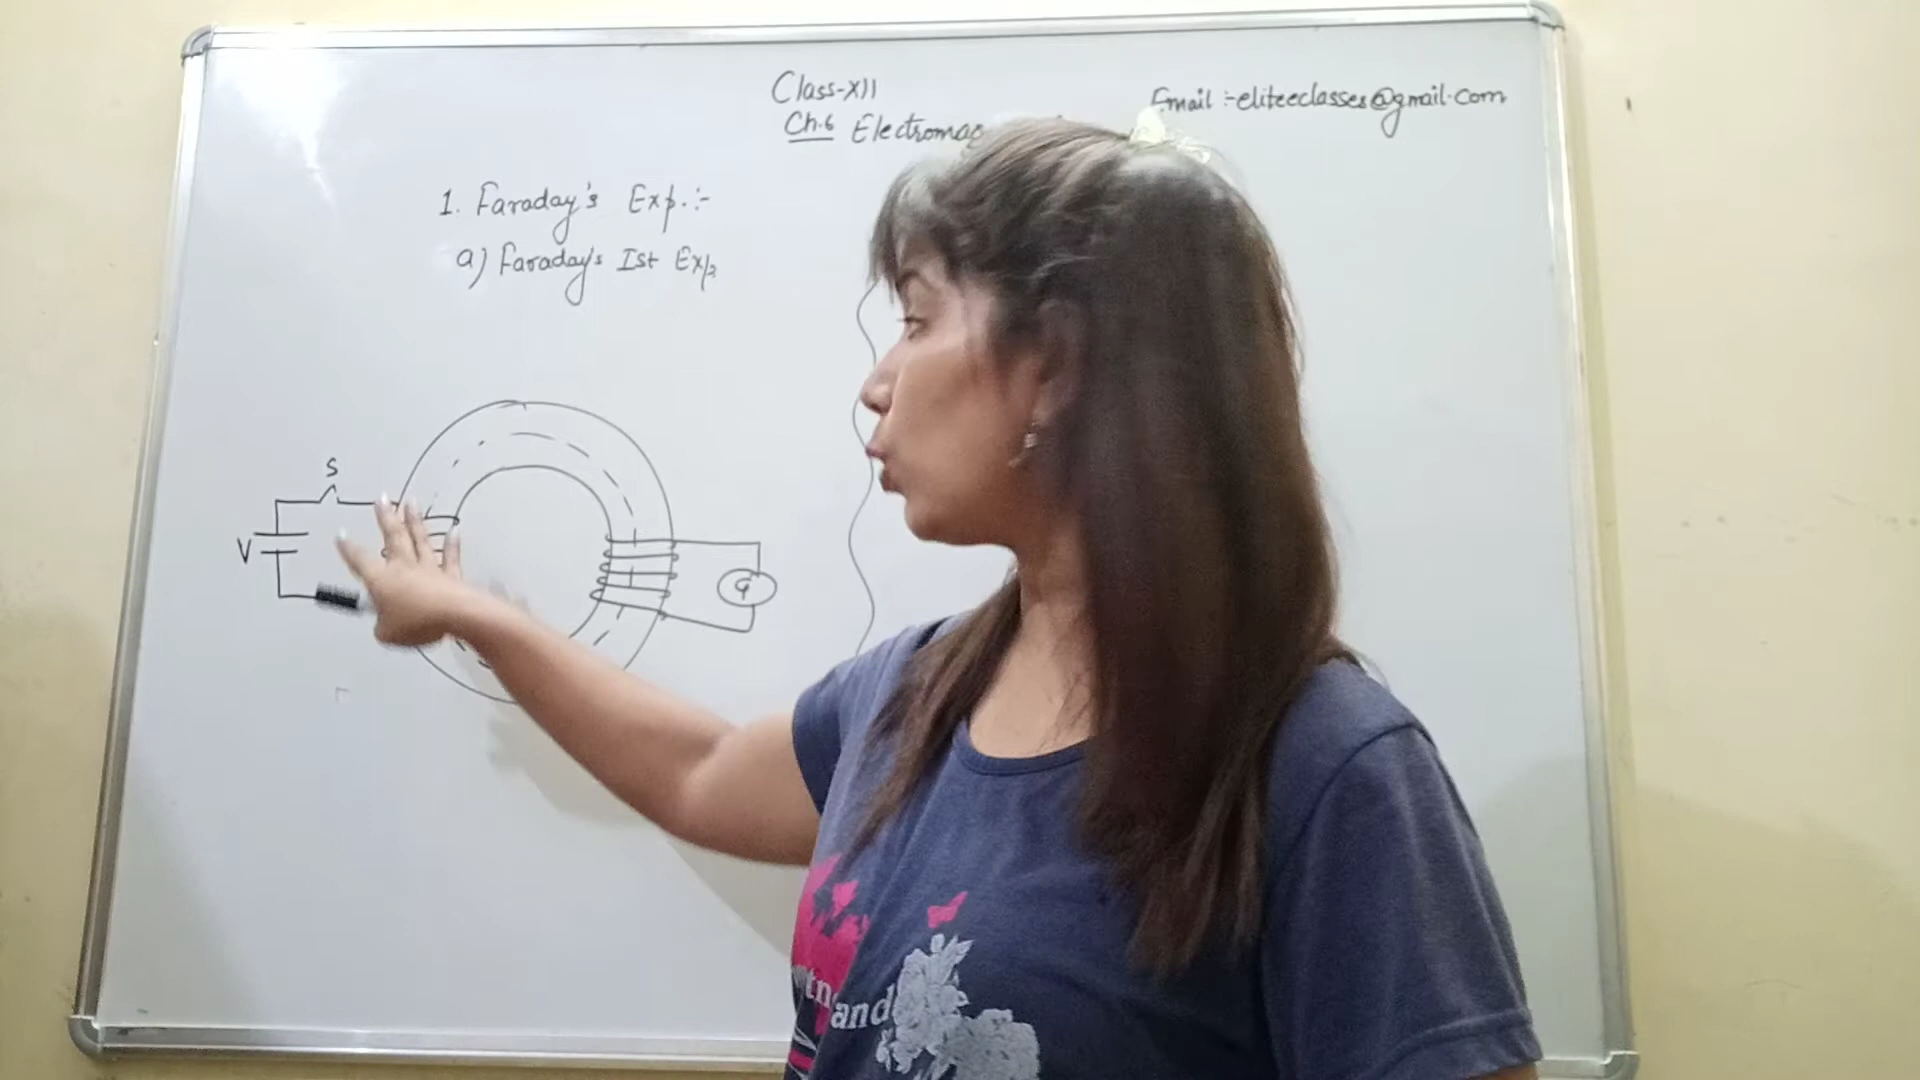 Class-XII
Ch.6 Electromag
Email :- eliteeclasses@gmail.com
1. Faraday's Exp. :-
a) Faraday's Ist Exp
S
V
G
and